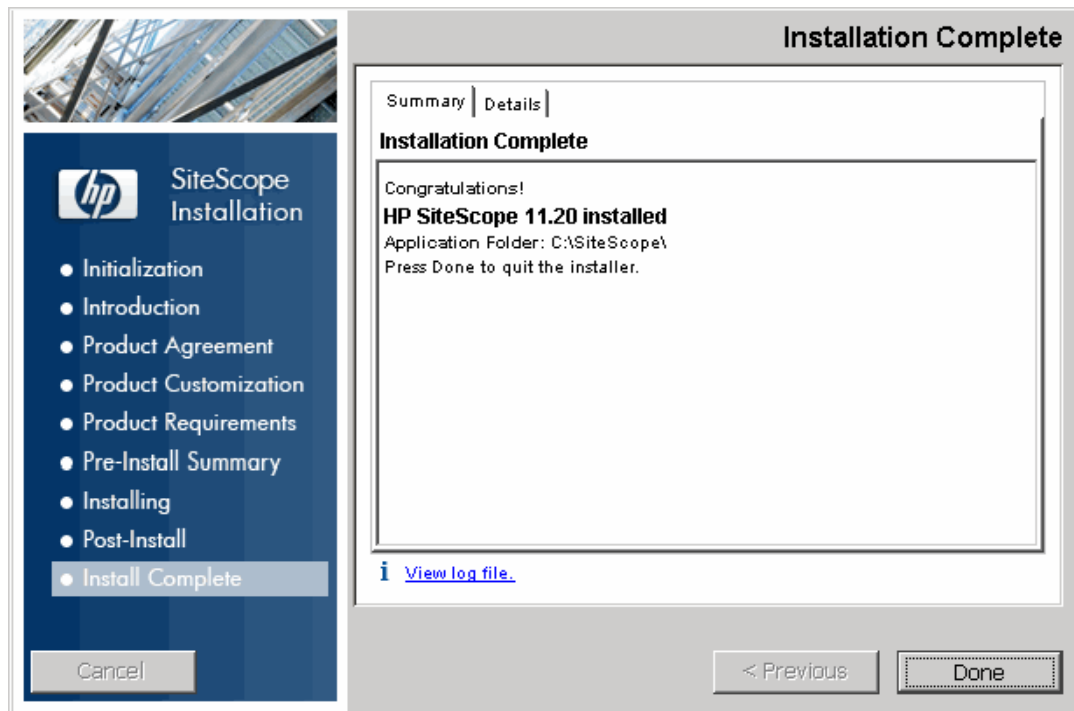 Installation Complete
hp
SiteScope
Installation
Initialization
Introduction
Product Agreement
Product Customization
Product Requirements
Pre-Install Summary
Installing
Post-Install
Install Complete
Summary Details
Installation Complete
Congratulations!
HP SiteScope 11.20 installed
Application Folder: C:\SiteScope\
Press Done to quit the installer.
i View log file.
Cancel
< Previous
Done